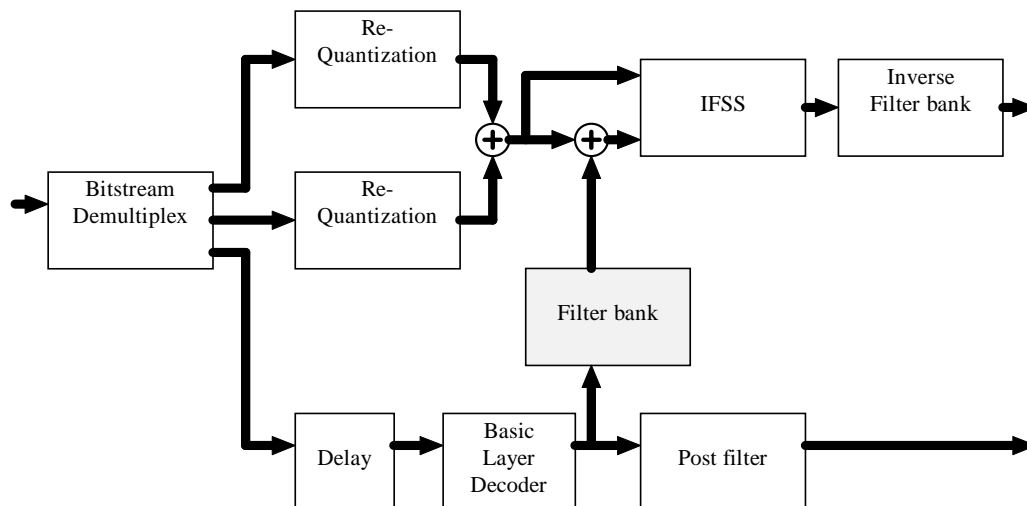 Re-
Quantization
IFSS
Inverse
Filter bank
Bitstream
Demultiplex
Re-
Quantization
Filter bank
Delay
Basic
Layer
Decoder
Post filter